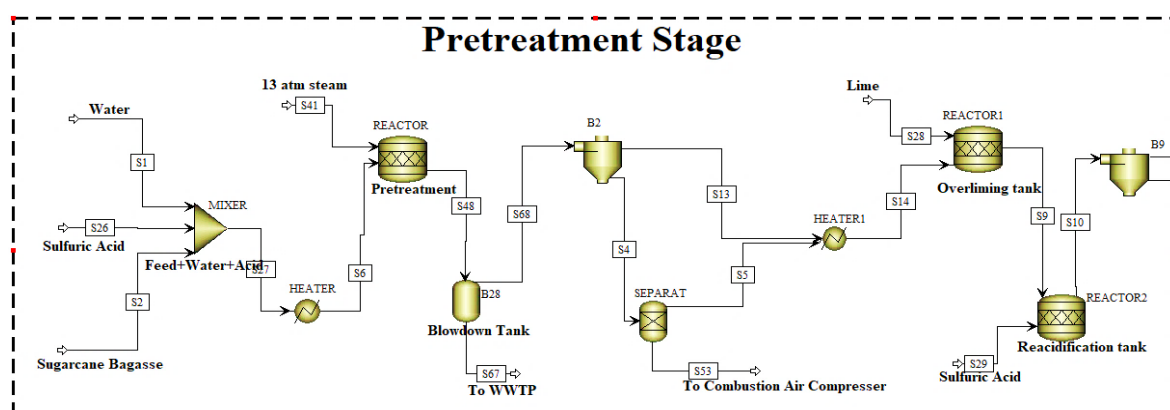 Pretreatment Stage
13 atm steam
S41
Water
S1
REACTOR
Pretreatment
Sulfuric Acid
S26
MIXER
Feed+Water+Acid
S27
S2
Sugarcane Bagasse
HEATER
S6
S48
B28
Blowdown Tank
S67
To WWTP
S68
B2
S13
S4
SEPARAT
S5
S53
To Combustion Air Compresser
HEATER1
S14
Lime
S28
REACTOR1
Overliming tank
S9
S10
B9
REACTOR2
Reacidification tank
S29
Sulfuric Acid